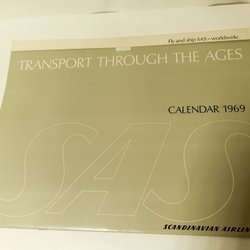 Fly and ship SAS-worldwide
TRANSPORT THROUGH THE AGES
CALENDAR 1969
SAS
SCANDINAVIAN AIRLIN